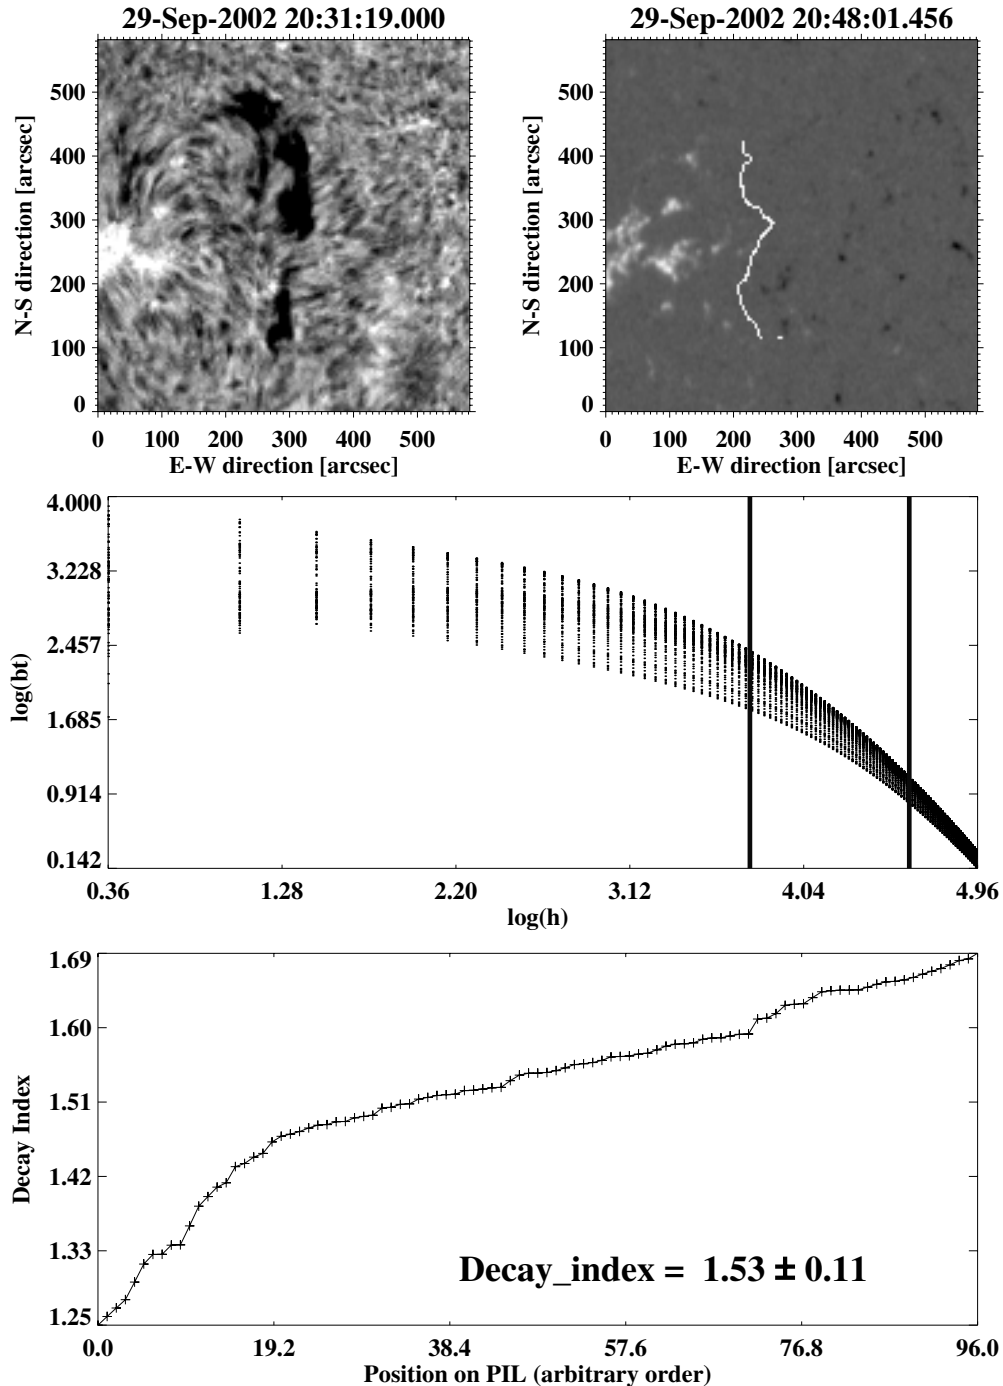 29-Sep-2002 20:31:19.000
29-Sep-2002 20:48:01.456
N-S direction [arcsec]
500
400
300
200
100
0
0 100 200 300 400 500
E-W direction [arcsec]
N-S direction [arcsec]
500
400
300
200
100
0
0 100 200 300 400 500
E-W direction [arcsec]
log(bt)
4.000
3.228
2.457
1.685
0.914
0.142
0.36 1.28 2.20 3.12 4.04 4.96
log(h)
Decay Index
1.69
1.60
1.51
1.42
1.33
1.25
Decay_index = 1.53 ± 0.11
0.0 19.2 38.4 57.6 76.8 96.0
Position on PIL (arbitrary order)